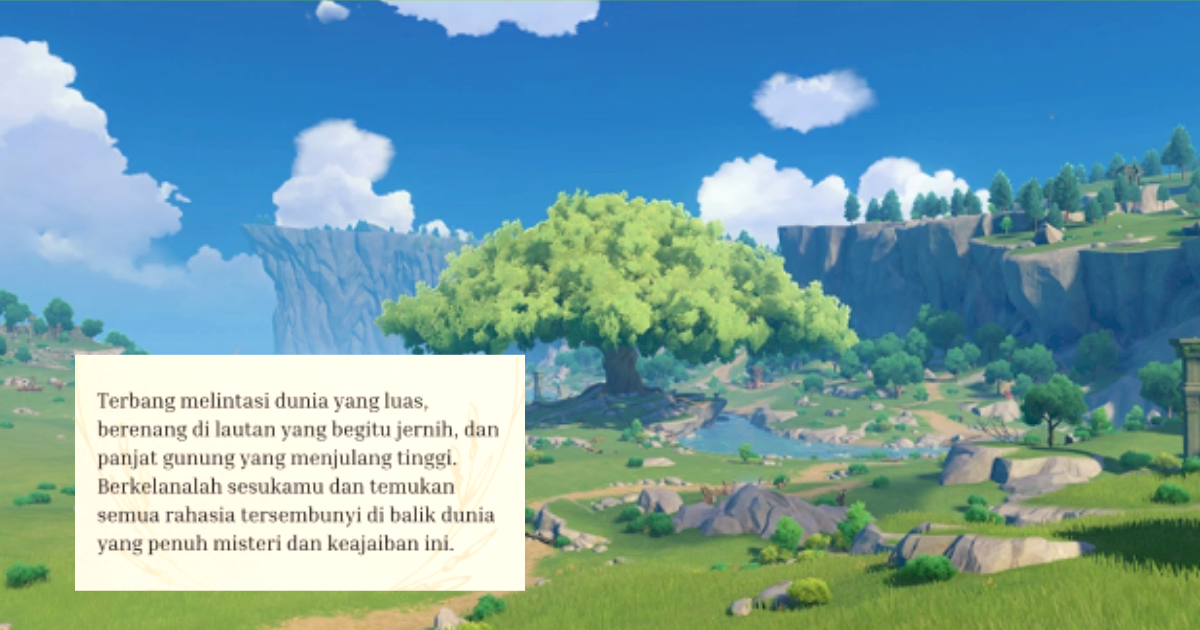 Terbang melintasi dunia yang luas,
berenang di lautan yang begitu jernih, dan
panjat gunung yang menjulang tinggi.
Berkelanalah sesukamu dan temukan
semua rahasia tersembunyi di balik dunia
yang penuh misteri dan keajaiban ini.